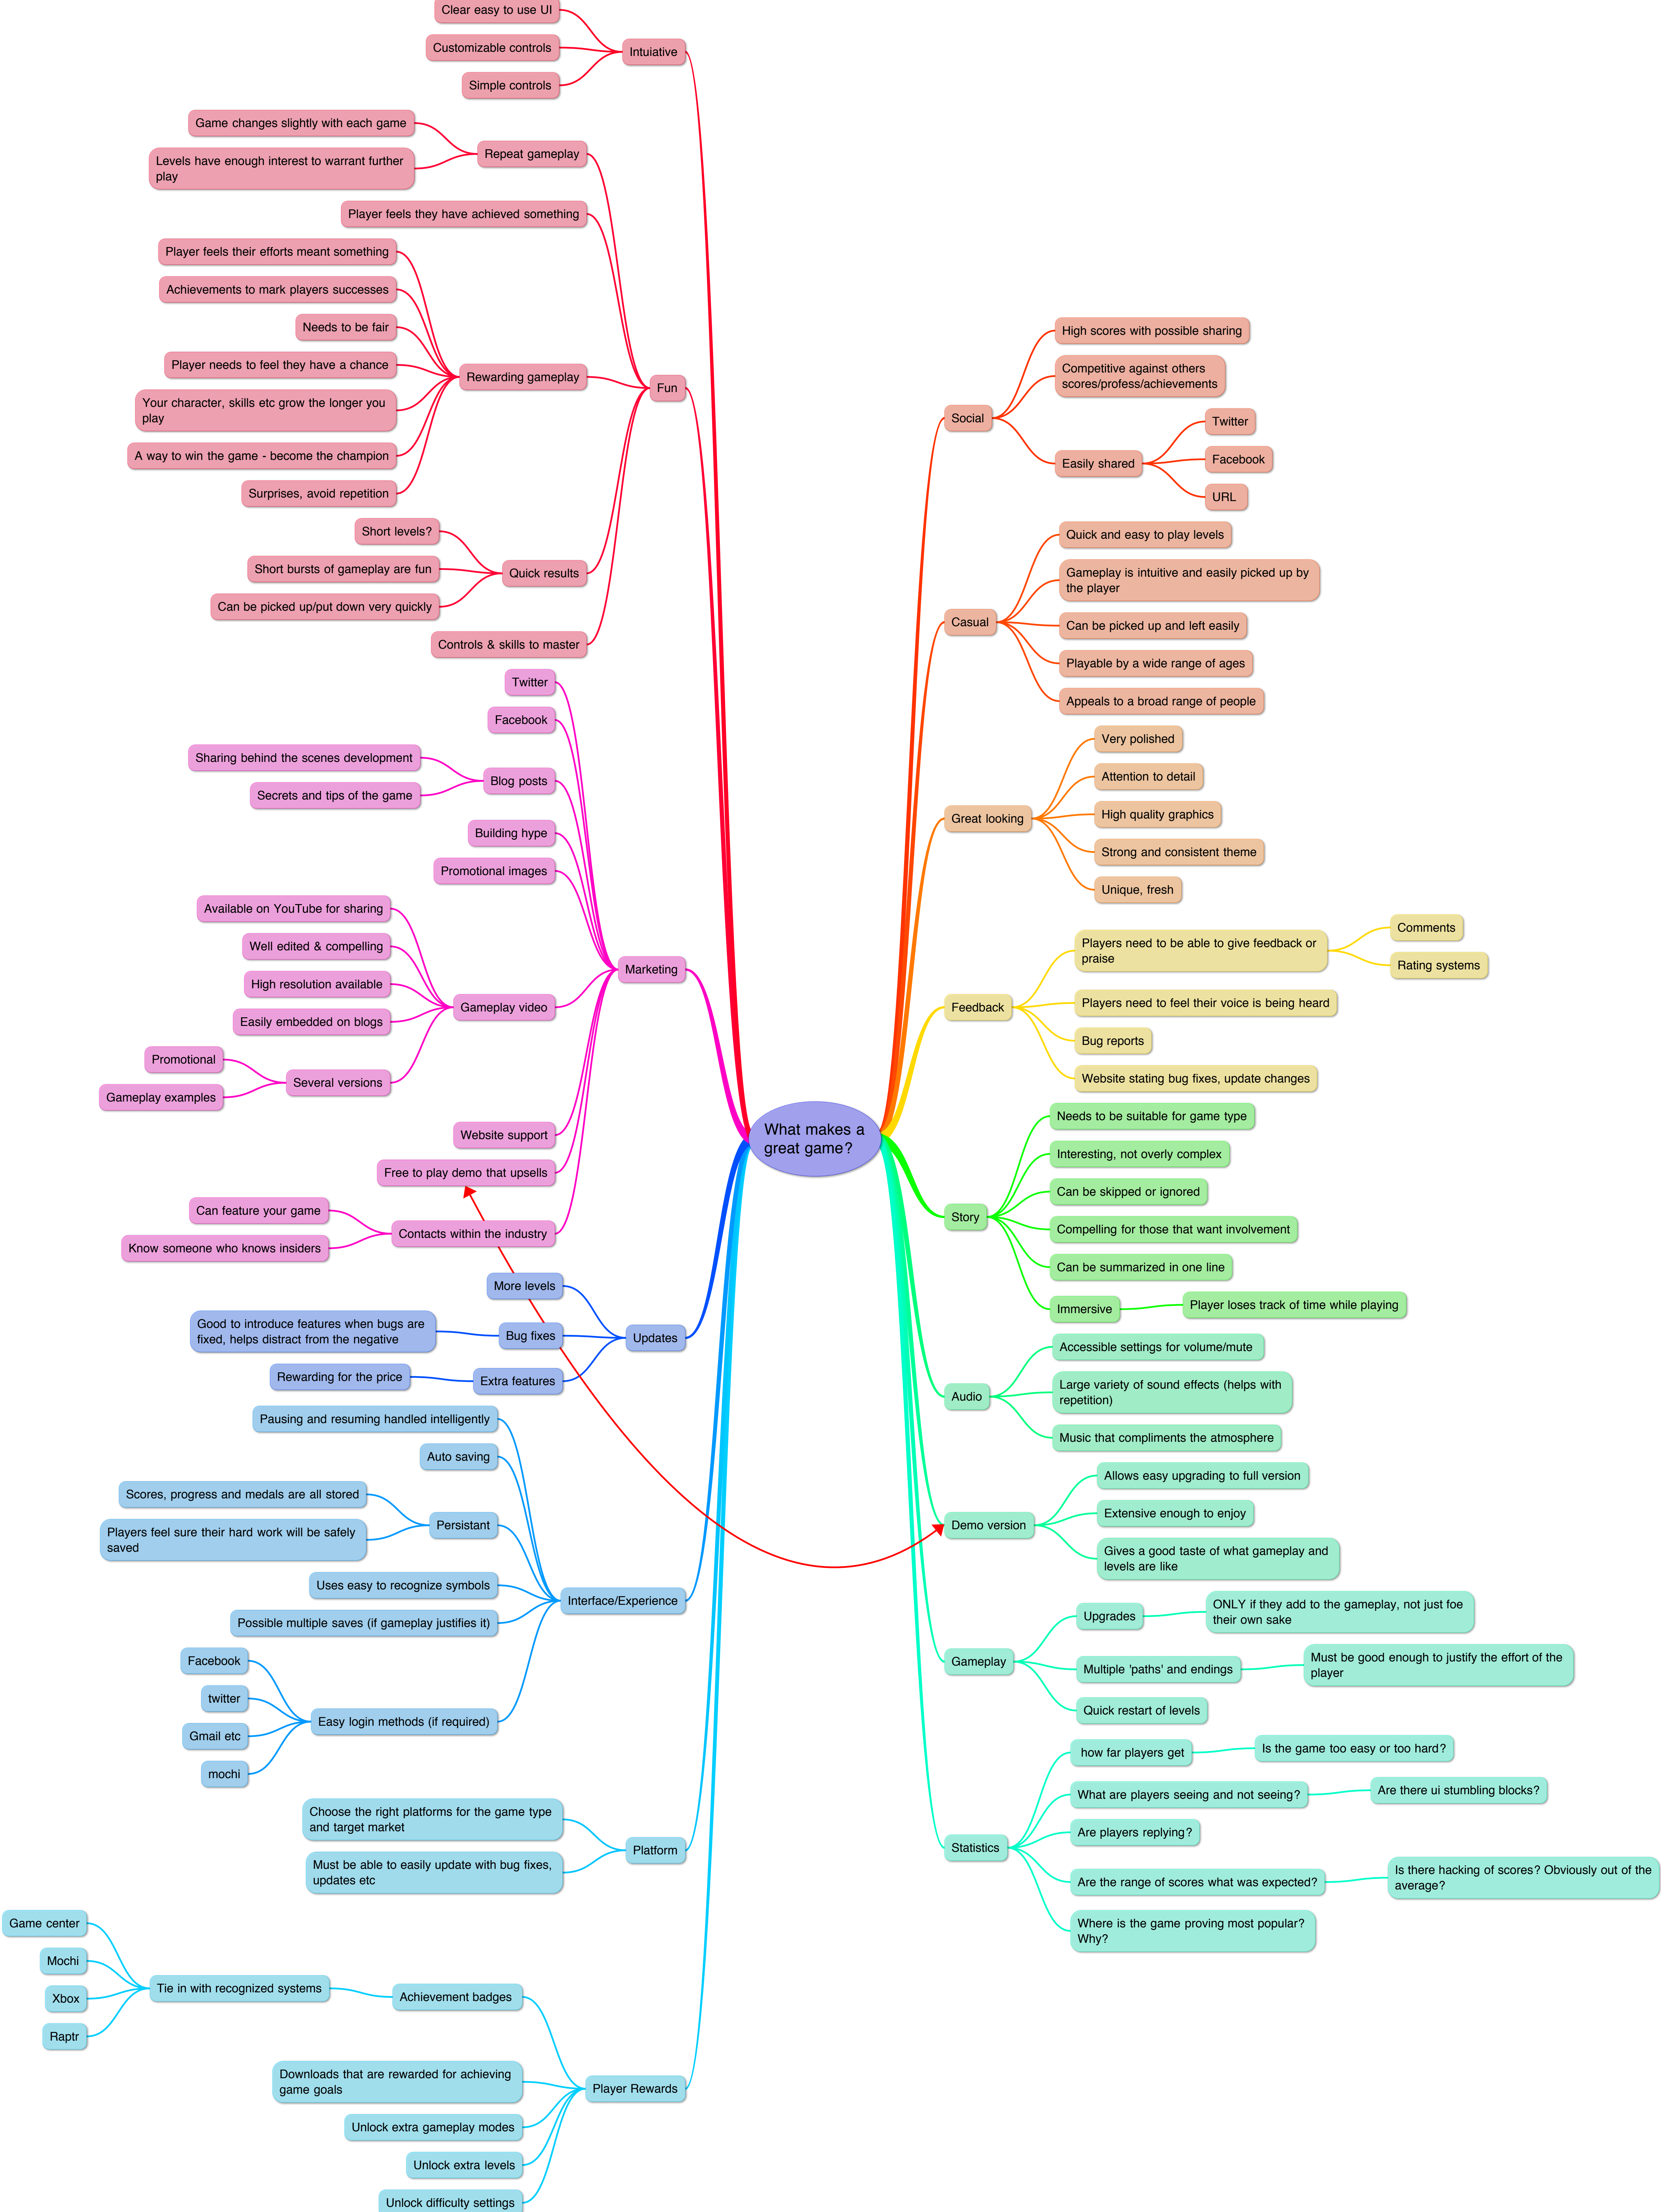 Clear easy to use UI
Customizable controls
Simple controls
Intuiative
Game changes slightly with each game
Levels have enough interest to warrant further
play
Repeat gameplay
Player feels they have achieved something
Player feels their efforts meant something
Achievements to mark players successes
Needs to be fair
Player needs to feel they have a chance
Your character, skills etc grow the longer you
play
A way to win the game - become the champion
Surprises, avoid repetition
Rewarding gameplay
Fun
Short levels?
Short bursts of gameplay are fun
Can be picked up/put down very quickly
Quick results
Controls & skills to master
Twitter
Facebook
Sharing behind the scenes development
Secrets and tips of the game
Blog posts
Building hype
Promotional images
Available on YouTube for sharing
Well edited & compelling
High resolution available
Easily embedded on blogs
Promotional
Gameplay examples
Several versions
Gameplay video
Marketing
Website support
Free to play demo that upsells
Can feature your game
Know someone who knows insiders
Contacts within the industry
More levels
Good to introduce features when bugs are
fixed, helps distract from the negative
Bug fixes
Rewarding for the price
Extra features
Updates
Pausing and resuming handled intelligently
Auto saving
Scores, progress and medals are all stored
Players feel sure their hard work will be safely
saved
Persistant
Uses easy to recognize symbols
Possible multiple saves (if gameplay justifies it)
Interface/Experience
Facebook
twitter
Gmail etc
mochi
Easy login methods (if required)
Choose the right platforms for the game type
and target market
Must be able to easily update with bug fixes,
updates etc
Platform
Game center
Mochi
Xbox
Raptr
Tie in with recognized systems
Achievement badges
Downloads that are rewarded for achieving
game goals
Unlock extra gameplay modes
Unlock extra levels
Unlock difficulty settings
Player Rewards
What makes a
great game?
Social
High scores with possible sharing
Competitive against others
scores/profess/achievements
Easily shared
Twitter
Facebook
URL
Casual
Quick and easy to play levels
Gameplay is intuitive and easily picked up by
the player
Can be picked up and left easily
Playable by a wide range of ages
Appeals to a broad range of people
Great looking
Very polished
Attention to detail
High quality graphics
Strong and consistent theme
Unique, fresh
Feedback
Players need to be able to give feedback or
praise
Comments
Rating systems
Players need to feel their voice is being heard
Bug reports
Website stating bug fixes, update changes
Story
Needs to be suitable for game type
Interesting, not overly complex
Can be skipped or ignored
Compelling for those that want involvement
Can be summarized in one line
Immersive
Player loses track of time while playing
Audio
Accessible settings for volume/mute
Large variety of sound effects (helps with
repetition)
Music that compliments the atmosphere
Demo version
Allows easy upgrading to full version
Extensive enough to enjoy
Gives a good taste of what gameplay and
levels are like
Gameplay
Upgrades
ONLY if they add to the gameplay, not just foe
their own sake
Multiple 'paths' and endings
Must be good enough to justify the effort of the
player
Quick restart of levels
Statistics
how far players get
Is the game too easy or too hard?
What are players seeing and not seeing?
Are there ui stumbling blocks?
Are players replying?
Are the range of scores what was expected?
Is there hacking of scores? Obviously out of the
average?
Where is the game proving most popular?
Why?